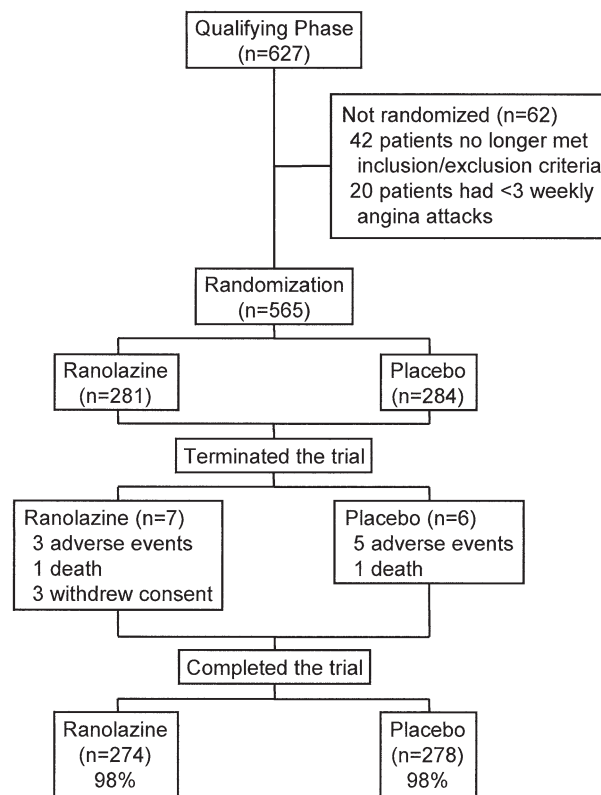 Qualifying Phase
(n=627)
Not randomized (n=62)
42 patients no longer met
inclusion/exclusion criteria
20 patients had <3 weekly
angina attacks
Randomization
(n=565)
Ranolazine
(n=281)
Placebo
(n=284)
Terminated the trial
Ranolazine (n=7)
3 adverse events
1 death
3 withdrew consent
Placebo (n=6)
5 adverse events
1 death
Completed the trial
Ranolazine
(n=274)
98%
Placebo
(n=278)
98%